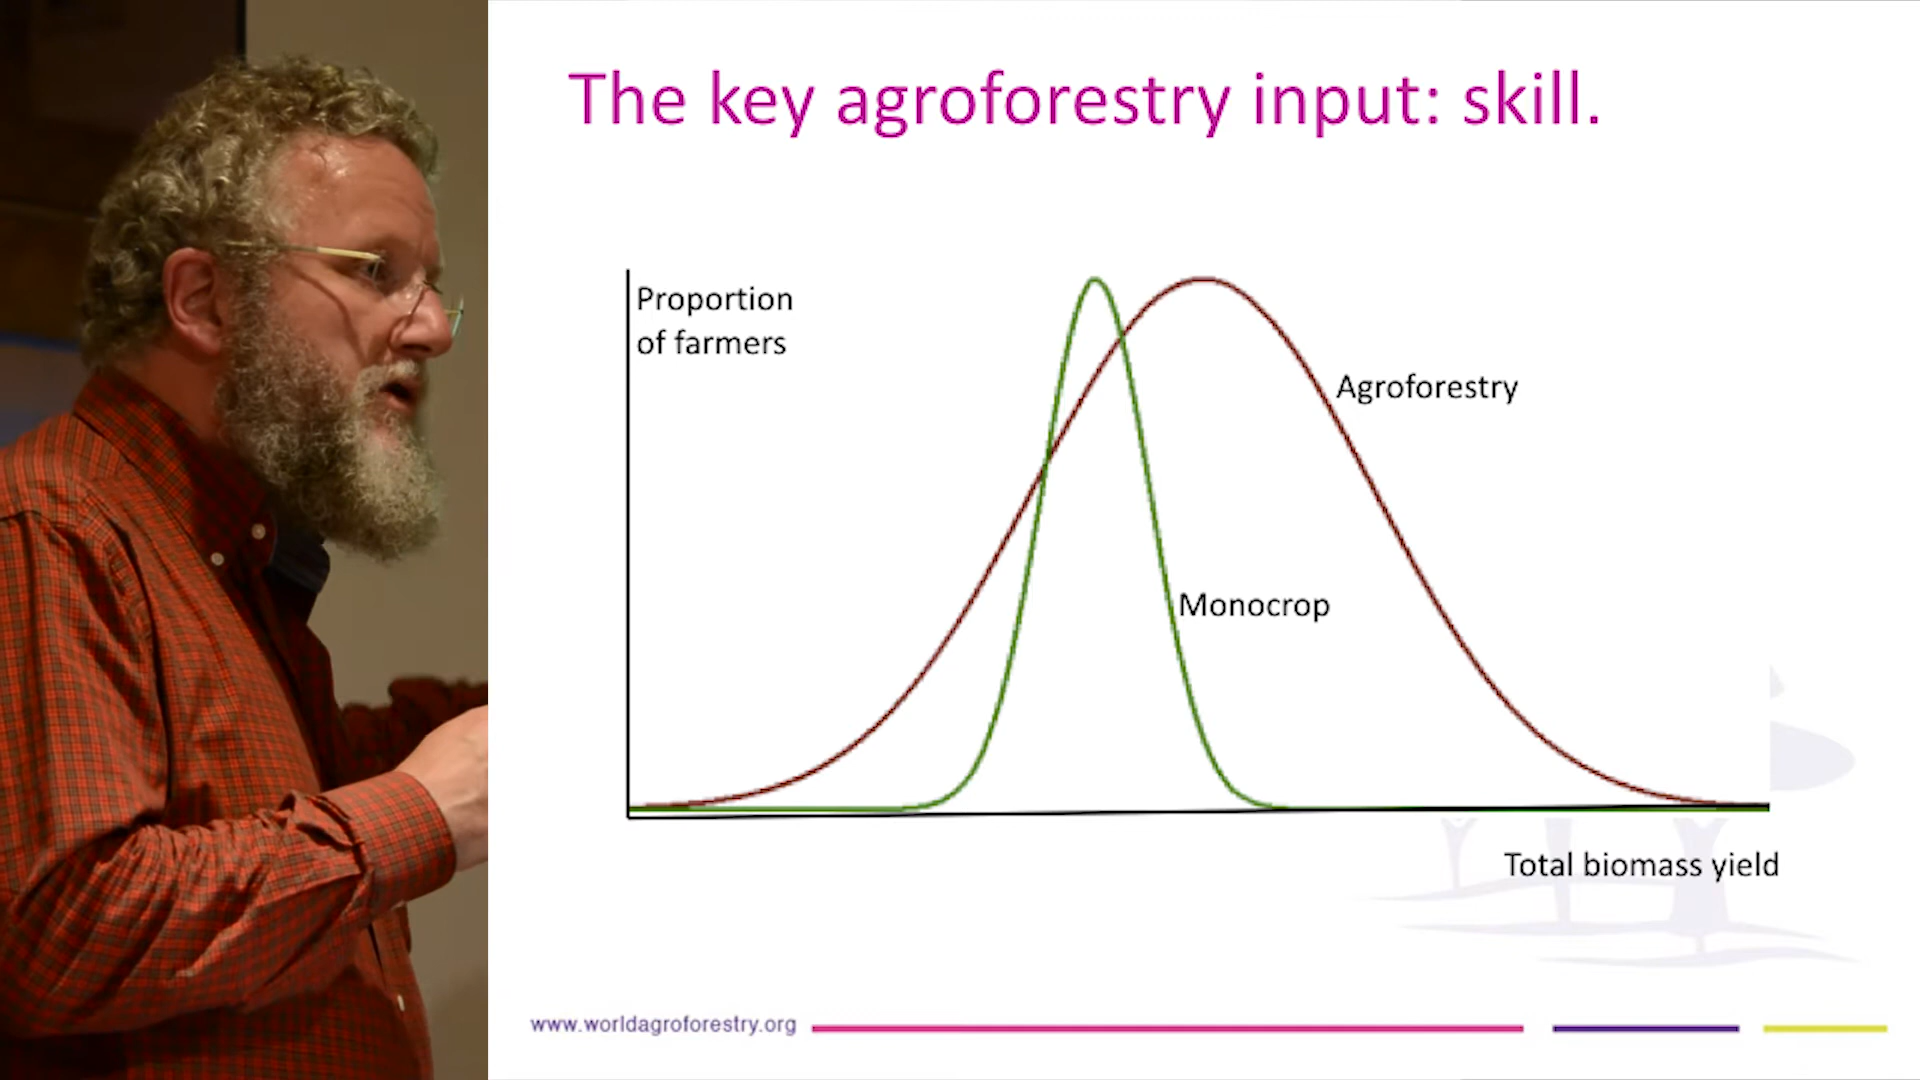 The key agroforestry input: skill.
Proportion
of farmers
Agroforestry
Monocrop
Total biomass yield
www.worldagroforestry.org